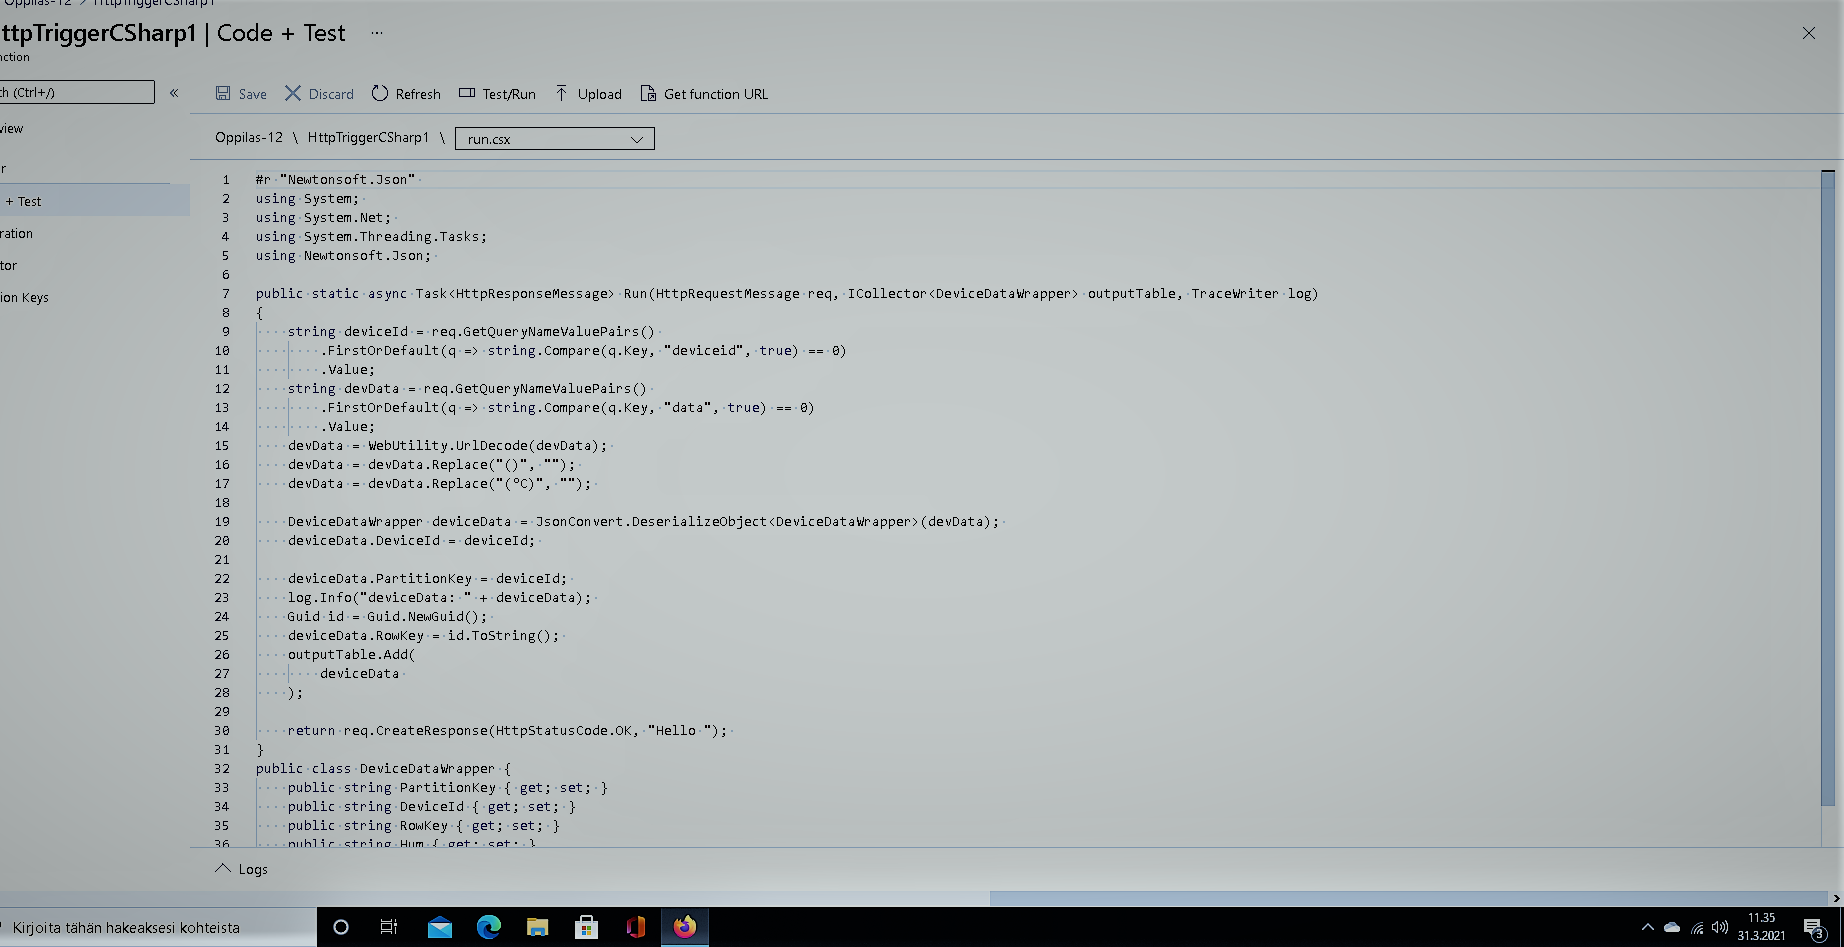 Oppilas-12 > HttpTriggerCSharp1
ttpTriggerCSharp1 | Code + Test ...
nction
ch (Ctrl+/) «
Save Discard Refresh Test/Run Upload Get function URL
view
r
+ Test
ration
tor
ion Keys
Oppilas-12 \ HttpTriggerCSharp1 \ run.csx
1 #r "Newtonsoft.Json"
2 using System;
3 using System.Net;
4 using System.Threading.Tasks;
5 using Newtonsoft.Json;
6
7 public static async Task<HttpResponseMessage> Run(HttpRequestMessage req, ICollector<DeviceDataWrapper> outputTable, TraceWriter log)
8 {
9 string deviceId = req.GetQueryNameValuePairs()
10 .FirstOrDefault(q => string.Compare(q.Key, "deviceid", true) == 0)
11 .Value;
12 string devData = req.GetQueryNameValuePairs()
13 .FirstOrDefault(q => string.Compare(q.Key, "data", true) == 0)
14 .Value;
15 devData = WebUtility.UrlDecode(devData);
16 devData = devData.Replace("()", "");
17 devData = devData.Replace("(°C)", "");
18
19 DeviceDataWrapper deviceData = JsonConvert.DeserializeObject<DeviceDataWrapper>(devData);
20 deviceData.DeviceId = deviceId;
21
22 deviceData.PartitionKey = deviceId;
23 log.Info("deviceData: " + deviceData);
24 Guid id = Guid.NewGuid();
25 deviceData.RowKey = id.ToString();
26 outputTable.Add(
27 deviceData
28 );
29
30 return req.CreateResponse(HttpStatusCode.OK, "Hello ");
31 }
32 public class DeviceDataWrapper {
33 public string PartitionKey { get; set; }
34 public string DeviceId { get; set; }
35 public string RowKey { get; set; }
36 public string Hum { get; set; }
Logs
Kirjoita tähän hakeaksesi kohteista
11.35
31.3.2021
3